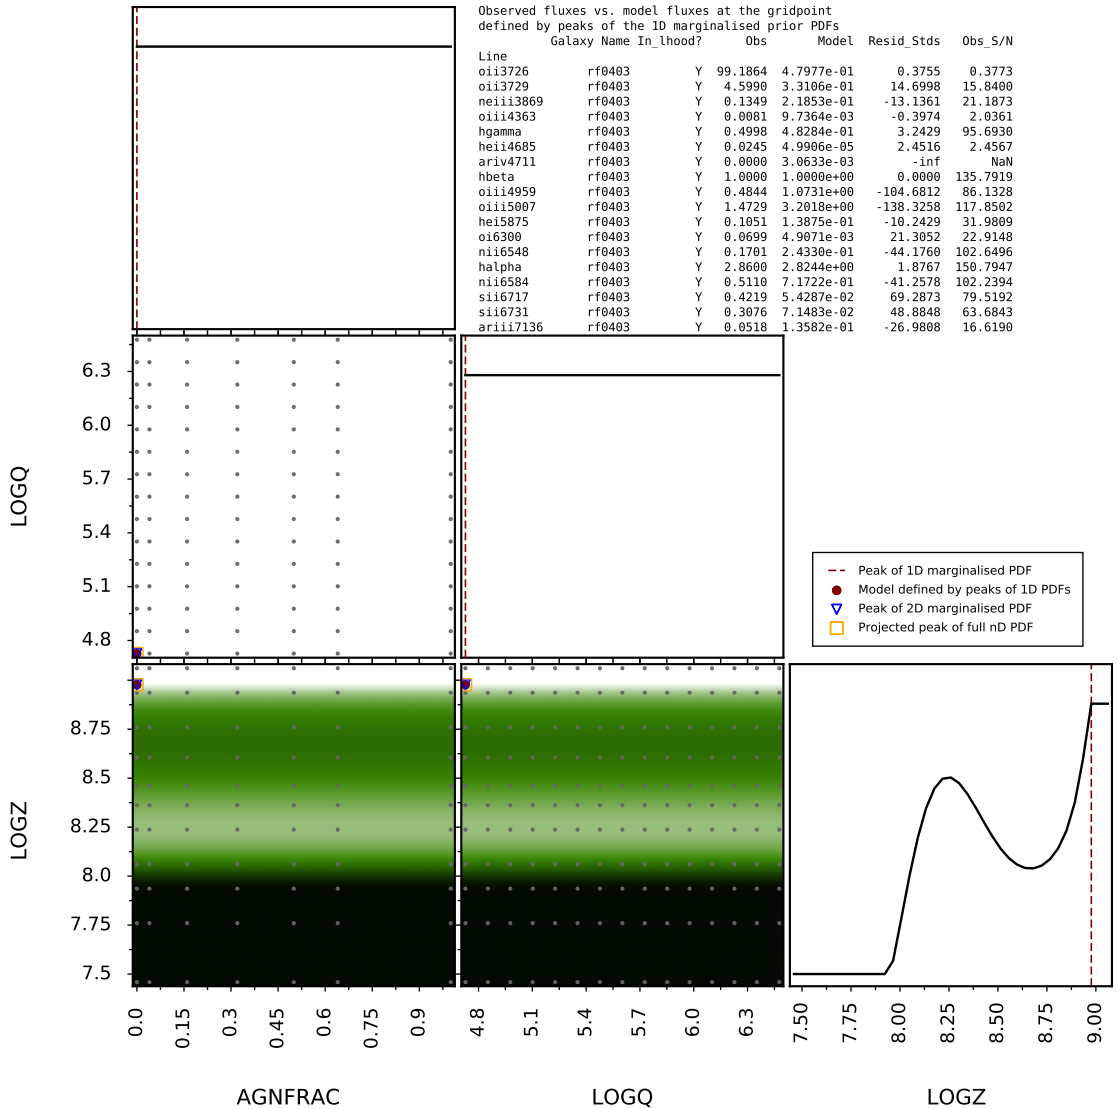 Observed fluxes vs. model fluxes at the gridpoint
defined by peaks of the 1D marginalised prior PDFs
Galaxy Name In_lhood? Obs Model Resid_Stds Obs_S/N
Line
oii3726 rf0403 Y 99.1864 4.7977e-01 0.3755 0.3773
oii3729 rf0403 Y 4.5990 3.3106e-01 14.6998 15.8400
neiii3869 rf0403 Y 0.1349 2.1853e-01 -13.1361 21.1873
oiii4363 rf0403 Y 0.0081 9.7364e-03 -0.3974 2.0361
hgamma rf0403 Y 0.4998 4.8284e-01 3.2429 95.6930
heii4685 rf0403 Y 0.0245 4.9906e-05 2.4516 2.4567
ariv4711 rf0403 Y 0.0000 3.0633e-03 -inf NaN
hbeta rf0403 Y 1.0000 1.0000e+00 0.0000 135.7919
oiii4959 rf0403 Y 0.4844 1.0731e+00 -104.6812 86.1328
oiii5007 rf0403 Y 1.4729 3.2018e+00 -138.3258 117.8502
hei5875 rf0403 Y 0.1051 1.3875e-01 -10.2429 31.9809
oi6300 rf0403 Y 0.0699 4.9071e-03 21.3052 22.9148
nii6548 rf0403 Y 0.1701 2.4330e-01 -44.1760 102.6496
halpha rf0403 Y 2.8600 2.8244e+00 1.8767 150.7947
nii6584 rf0403 Y 0.5110 7.1722e-01 -41.2578 102.2394
sii6717 rf0403 Y 0.4219 5.4287e-02 69.2873 79.5192
sii6731 rf0403 Y 0.3076 7.1483e-02 48.8848 63.6843
ariii7136 rf0403 Y 0.0518 1.3582e-01 -26.9808 16.6190
LOGQ
6.3
6.0
5.7
5.4
5.1
4.8
Peak of 1D marginalised PDF
Model defined by peaks of 1D PDFs
Peak of 2D marginalised PDF
Projected peak of full nD PDF
LOGZ
8.75
8.5
8.25
8.0
7.75
7.5
0.0 0.15 0.3 0.45 0.6 0.75 0.9
4.8 5.1 5.4 5.7 6.0 6.3
7.50 7.75 8.00 8.25 8.50 8.75 9.00
AGNFRAC LOGQ LOGZ